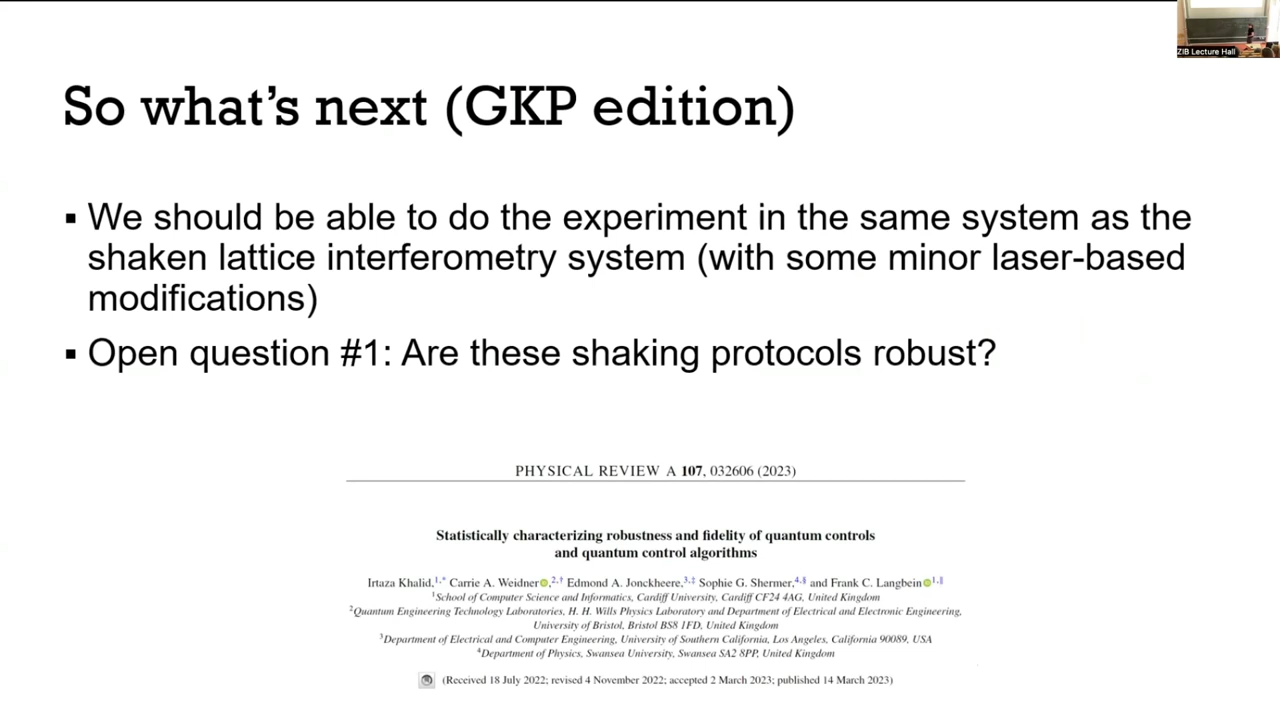 ZIB Lecture Hall
So what's next (GKP edition)
▪ We should be able to do the experiment in the same system as the
shaken lattice interferometry system (with some minor laser-based
modifications)
▪ Open question #1: Are these shaking protocols robust?
PHYSICAL REVIEW A 107, 032606 (2023)
Statistically characterizing robustness and fidelity of quantum controls
and quantum control algorithms
Irtaza Khalid,1,* Carrie A. Weidner,2,† Edmond A. Jonckheere,3,‡ Sophie G. Shermer,4,§ and Frank C. Langbein1,‖
1School of Computer Science and Informatics, Cardiff University, Cardiff CF24 4AG, United Kingdom
2Quantum Engineering Technology Laboratories, H. H. Wills Physics Laboratory and Department of Electrical and Electronic Engineering,
University of Bristol, Bristol BS8 1FD, United Kingdom
3Department of Electrical and Computer Engineering, University of Southern California, Los Angeles, California 90089, USA
4Department of Physics, Swansea University, Swansea SA2 8PP, United Kingdom
(Received 18 July 2022; revised 4 November 2022; accepted 2 March 2023; published 14 March 2023)